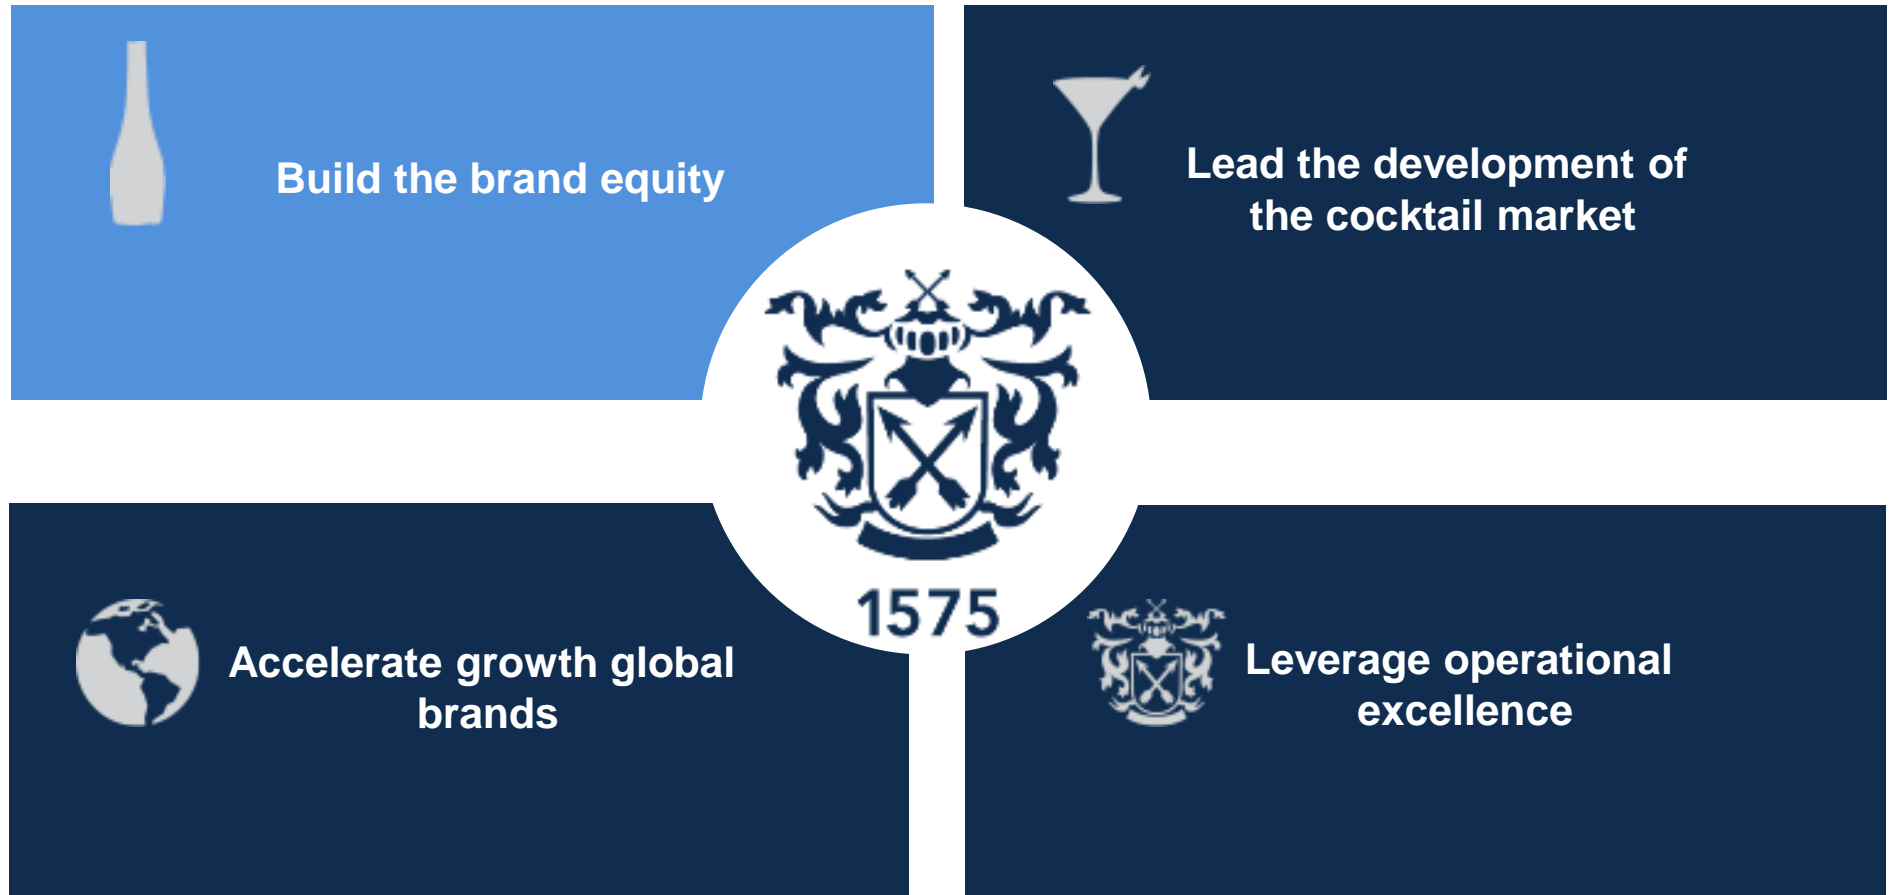 Build the brand equity
Lead the development of
the cocktail market
1575
Accelerate growth global
brands
Leverage operational
excellence